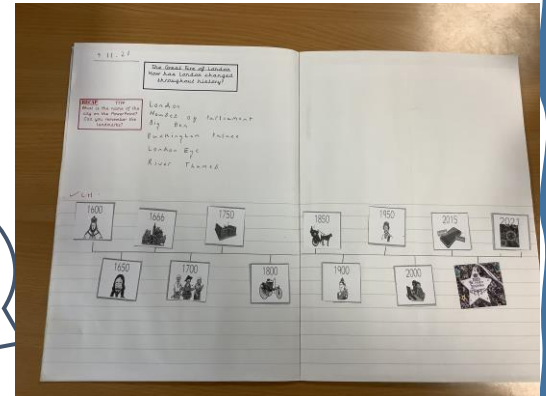 11.21
The Great Fire of London
How has London changed
throughout history?
RECAP
What is the name of the
city on the PowerPoint?
Can you remember the
landmarks?
London
Houses of Parliament
Big Ben
Buckingham Palace
London Eye
River Thames
1600
1666
1750
1850
1950
2015
2021
1650
1700
1800
1900
2000